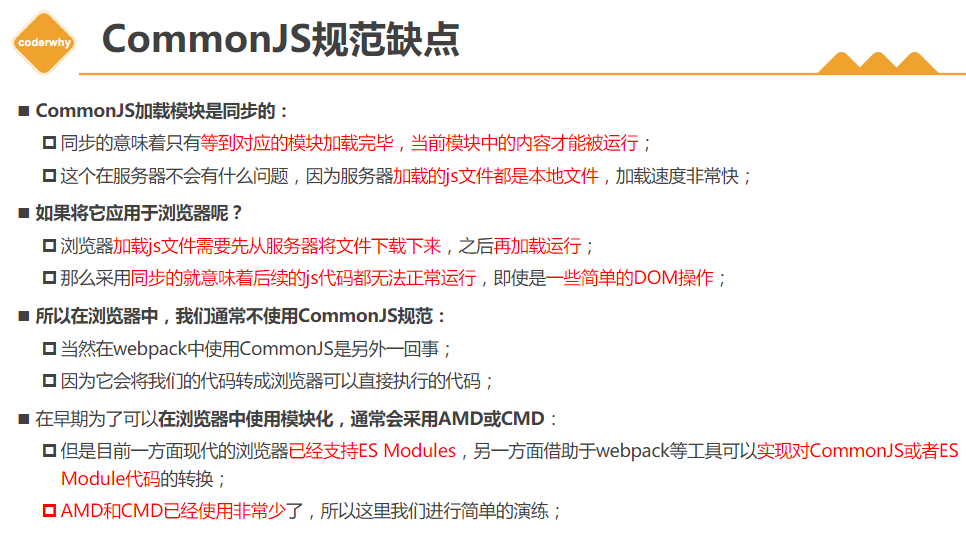 coderwhy
CommonJS规范缺点
CommonJS加载模块是同步的：
同步的意味着只有等到对应的模块加载完毕，当前模块中的内容才能被运行；
这个在服务器不会有什么问题，因为服务器加载的js文件都是本地文件，加载速度非常快；
如果将它应用于浏览器呢？
浏览器加载js文件需要先从服务器将文件下载下来，之后再加载运行；
那么采用同步的就意味着后续的js代码都无法正常运行，即使是一些简单的DOM操作；
所以在浏览器中，我们通常不使用CommonJS规范：
当然在webpack中使用CommonJS是另外一回事；
因为它会将我们的代码转成浏览器可以直接执行的代码；
在早期为了可以在浏览器中使用模块化，通常会采用AMD或CMD：
但是目前一方面现代的浏览器已经支持ES Modules，另一方面借助于webpack等工具可以实现对CommonJS或者ES
Module代码的转换；
AMD和CMD已经使用非常少了，所以这里我们进行简单的演练；